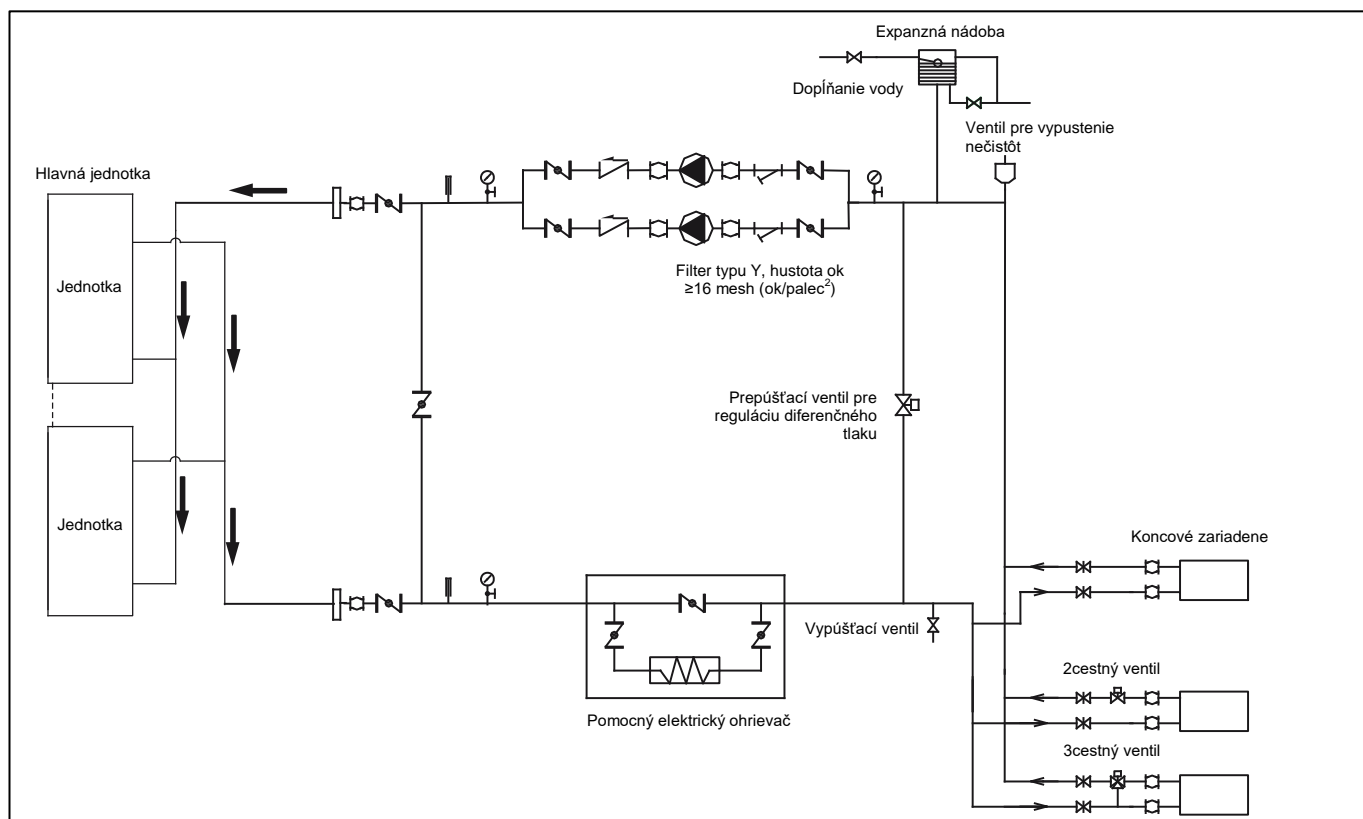 Expanzná nádoba
Dopĺňanie vody
Ventil pre vypustenie
nečistôt
Hlavná jednotka
Jednotka
Filter typu Y, hustota ok
≥16 mesh (ok/palec²)
Prepúšťací ventil pre
reguláciu diferenčného
tlaku
Jednotka
Koncové zariadene
Vypúšťací ventil
2cestný ventil
Pomocný elektrický ohrievač
3cestný ventil